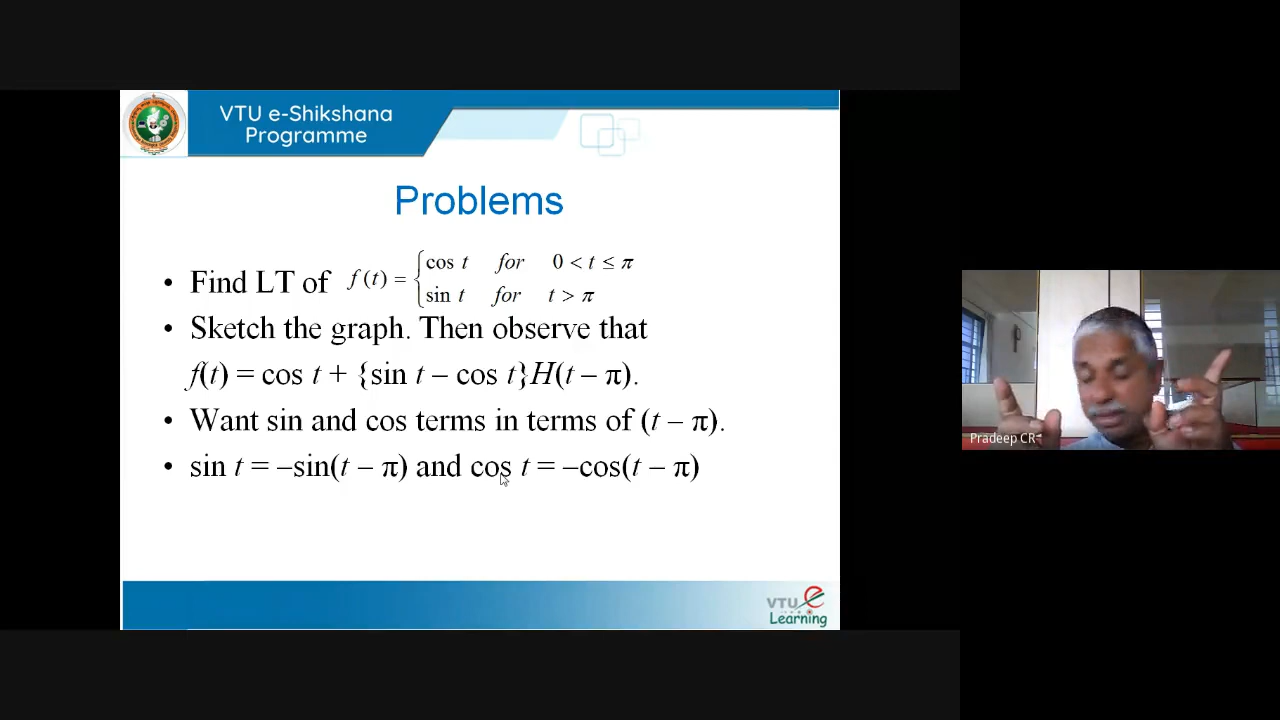 VTU e-Shikshana
Programme
Problems
• Find LT of f(t) = { cos t for 0 < t ≤ π
sin t for t > π
• Sketch the graph. Then observe that
f(t) = cos t + {sin t – cos t}H(t – π).
• Want sin and cos terms in terms of (t – π).
• sin t = –sin(t – π) and cos t = –cos(t – π)
Pradeep CR
VTU e
Learning